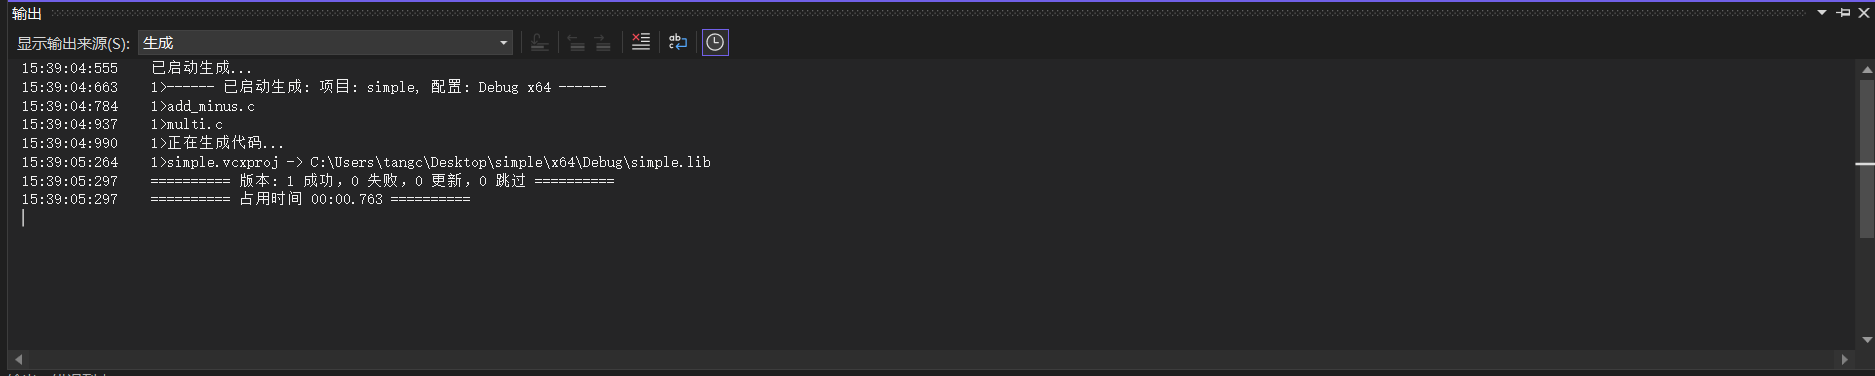 输出
显示输出来源(S): 生成
15:39:04:555 已启动生成...
15:39:04:663 1>------ 已启动生成: 项目: simple, 配置: Debug x64 ------
15:39:04:784 1>add_minus.c
15:39:04:937 1>multi.c
15:39:04:990 1>正在生成代码...
15:39:05:264 1>simple.vcxproj -> C:\Users\tangc\Desktop\simple\x64\Debug\simple.lib
15:39:05:297 ========== 版本: 1 成功，0 失败，0 更新，0 跳过 ==========
15:39:05:297 ========== 占用时间 00:00.763 ==========